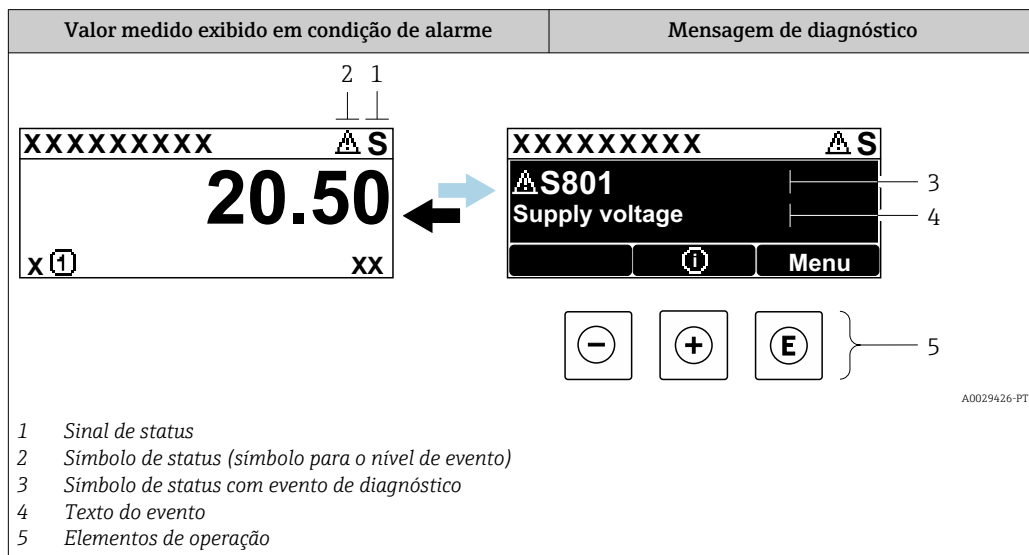 Valor medido exibido em condição de alarme Mensagem de diagnóstico
2 1
XXXXXXXXX ⚠ S
20.50
X 1 XX
XXXXXXXXX ⚠ S
⚠S801
Supply voltage
i Menu
3
4
− + E
5
A0029426-PT
1 Sinal de status
2 Símbolo de status (símbolo para o nível de evento)
3 Símbolo de status com evento de diagnóstico
4 Texto do evento
5 Elementos de operação